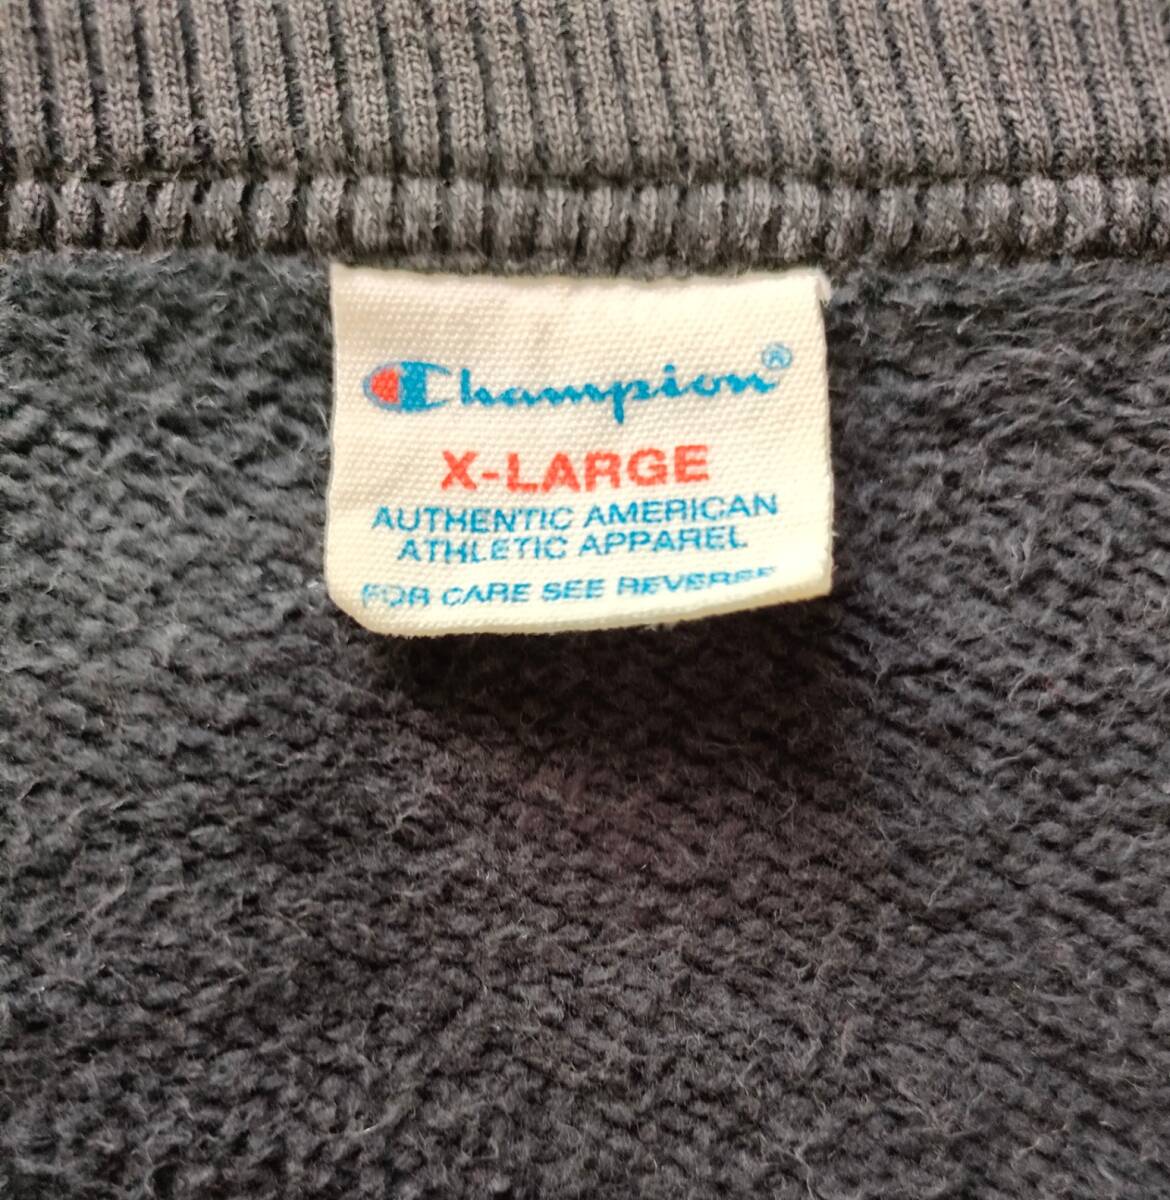 Champion®
X-LARGE
AUTHENTIC AMERICAN
ATHLETIC APPAREL
FOR CARE SEE REVERSE